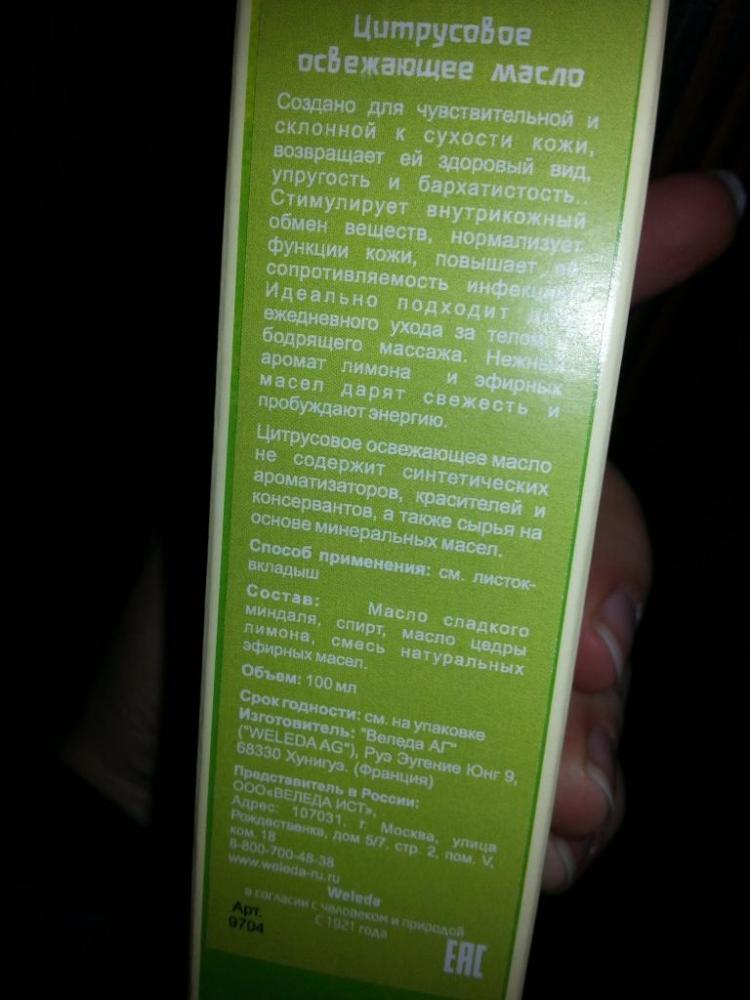 Цитрусовое
освежающее масло
Создано для чувствительной и
склонной к сухости кожи,
возвращает ей здоровый вид,
упругость и бархатистость..
Стимулирует внутрикожный
обмен веществ, нормализует
функции кожи, повышает её
сопротивляемость
Идеально подходит
ежедневного ухода за телом
бодрящего массажа. Нежный
аромат лимона и эфирных
масел дарят свежесть и
пробуждают энергию.
Цитрусовое освежающее масло
не содержит синтетических
ароматизаторов, красителей и
консервантов, а также сырья на
основе минеральных масел.
Способ применения: см. листок-
вкладыш
Состав: Масло сладкого
миндаля, спирт, масло цедры
лимона, смесь натуральных
эфирных масел.
Объем: 100 мл
Срок годности: см. на упаковке
Изготовитель: "Веледа АГ"
("WELEDA AG"), Руэ Эугение Юнг 9,
68330 Хунигуэ. (Франция)
Представитель в России:
ООО«ВЕЛЕДА ИСТ»,
Адрес: 107031, г. Москва, улица
Рождественка, дом 5/7, стр. 2, пом. V,
ком. 18
8-800-700-48-38
www.weleda-ru.ru
Weleda
в согласии с человеком и природой
С 1921 года
Арт.
9704
EAC